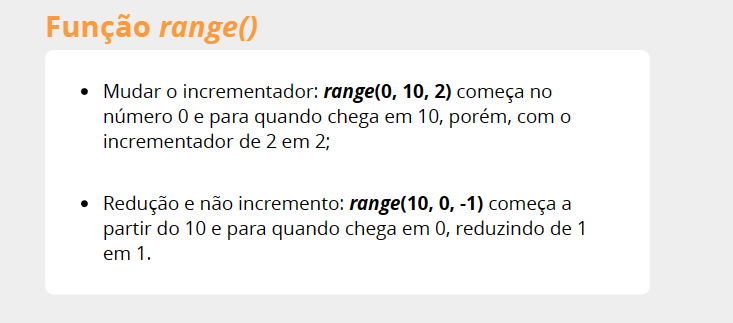 Função range()
• Mudar o incrementador: range(0, 10, 2) começa no
número 0 e para quando chega em 10, porém, com o
incrementador de 2 em 2;
• Redução e não incremento: range(10, 0, -1) começa a
partir do 10 e para quando chega em 0, reduzindo de 1
em 1.